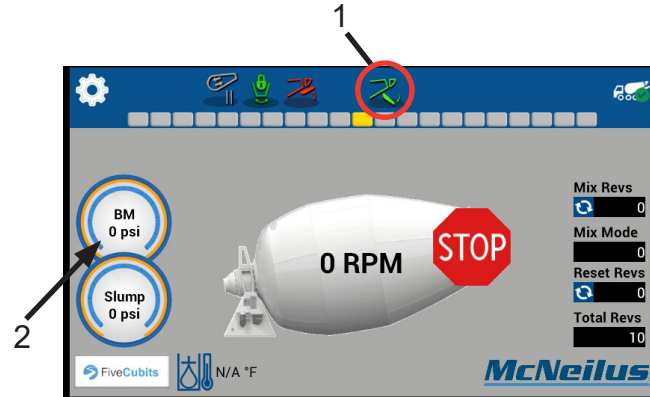 1
BM
0 psi
0 RPM
STOP
Mix Revs
0
Mix Mode
0
Reset Revs
0
Total Revs
10
Slump
0 psi
2
FiveCubits
N/A °F
McNeilus